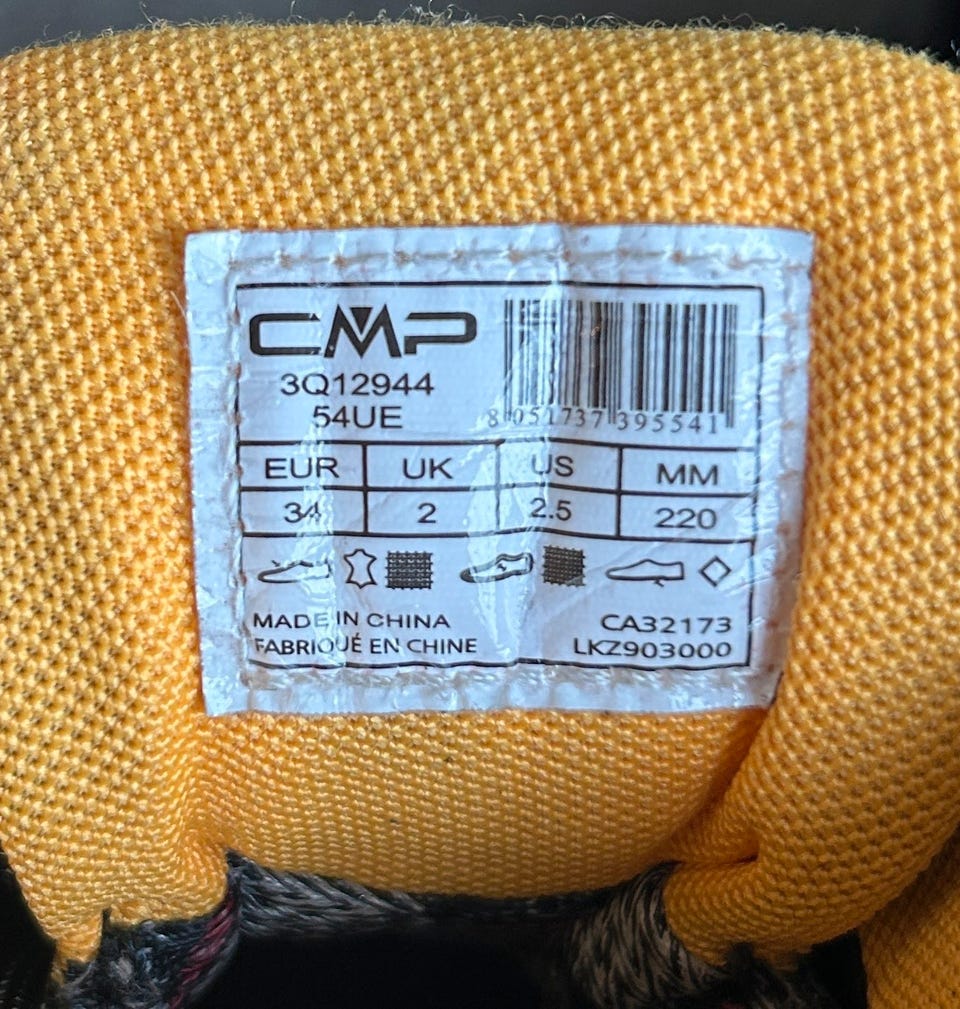 CMP
3Q12944
54UE
8 051737 395541
EUR UK US MM
34 2 2.5 220
MADE IN CHINA
FABRIQUÉ EN CHINE
CA32173
LKZ903000